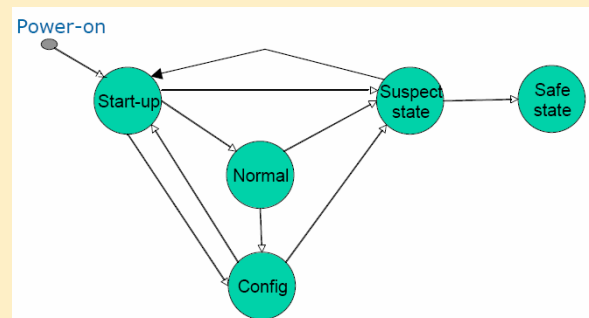 Power-on
Start-up
Suspect
state
Safe
state
Normal
Config